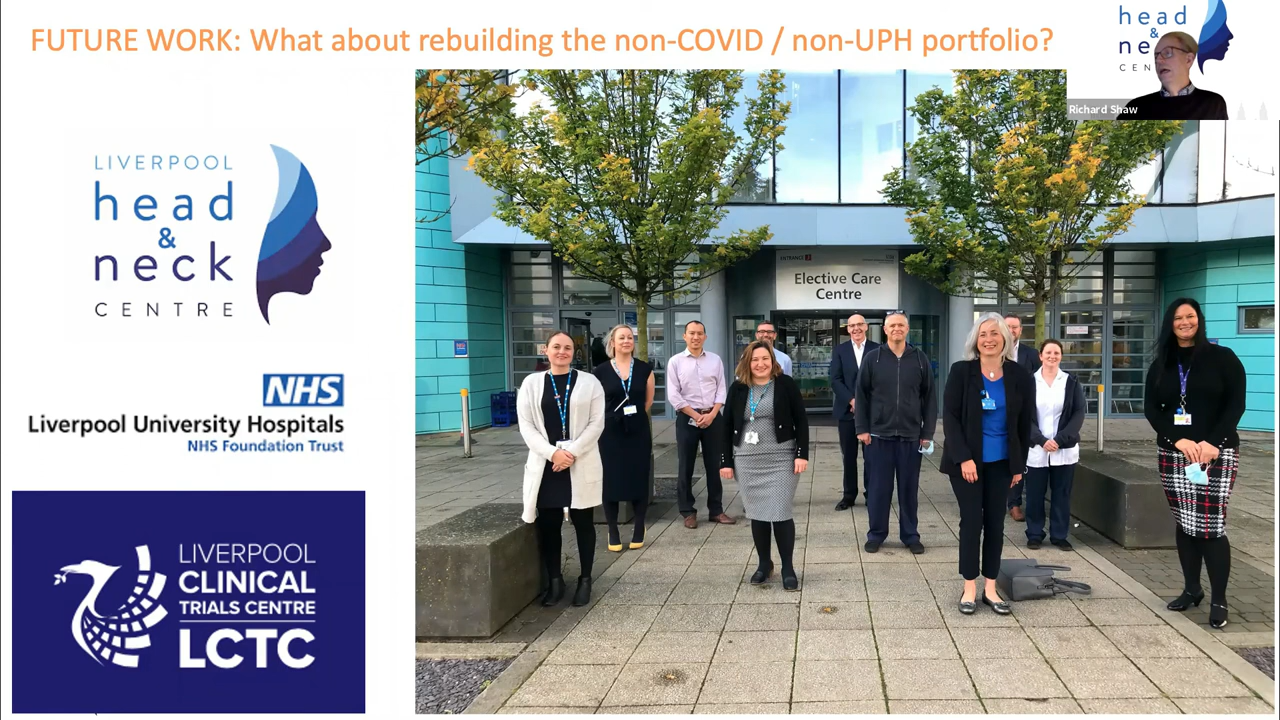 FUTURE WORK: What about rebuilding the non-COVID / non-UPH portfolio?
head
&
ne
CEN
Richard Shaw
LIVERPOOL
head
&
neck
CENTRE
NHS
Liverpool University Hospitals
NHS Foundation Trust
LIVERPOOL
CLINICAL
TRIALS CENTRE
LCTC
ENTRANCE
Elective Care
Centre